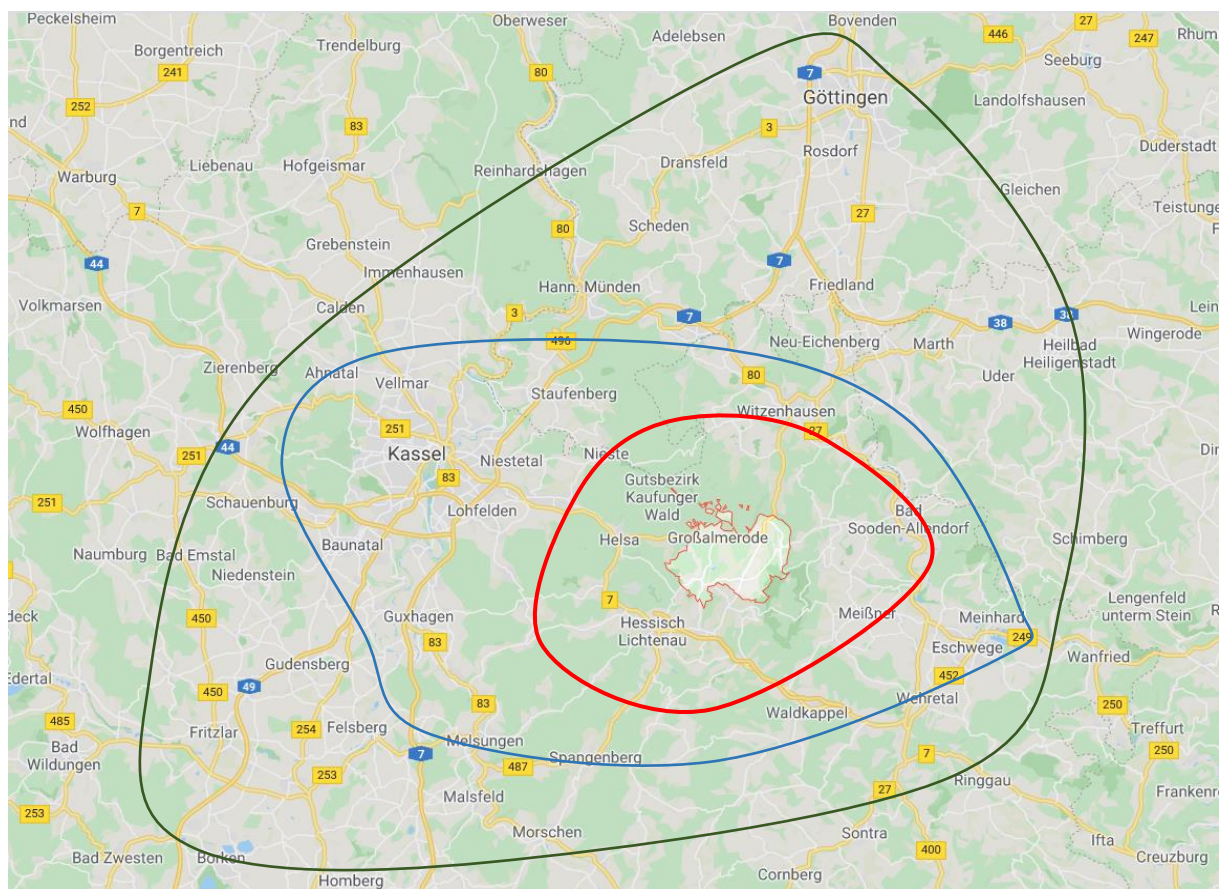 Peckelsheim
Oberweser
Bovenden
27
446
247
Rhum
Adelebsen
Trendelburg
Borgentreich
241
80
7
Seeburg
252
Göttingen
Landolfshausen
nd
83
3
Duderstadt
Rosdorf
Liebenau
Hofgeismar
Reinhardshagen
Dransfeld
Warburg
Gleichen
7
27
Teistunge
80
Scheden
F
Grebenstein
44
7
Immenhausen
Hann. Münden
Friedland
Volkmarsen
Calden
3
7
38
38
Lein
Wingerode
496
Neu-Eichenberg
Marth
Heilbad
Heiligenstadt
Zierenberg
Ahnatal
Vellmar
80
Uder
Staufenberg
450
Witzenhausen
Wolfhagen
251
27
44
251
Kassel
Niestetal
Nieste
Din
83
Gutsbezirk
Kaufunger
Wald
251
Schauenburg
Lohfelden
Bad
Sooden-Allendorf
Helsa
Großalmerode
Schimberg
Naumburg
Bad Emstal
Baunatal
Niedenstein
7
Lengenfeld
unterm Stein
deck
450
Guxhagen
Hessisch
Lichtenau
Meißner
Meinhard
R
83
Eschwege
249
Wanfried
Gudensberg
Edertal
450
49
452
83
Wehretal
250
485
Fritzlar
254
Felsberg
Waldkappel
Treffurt
Bad
Wildungen
Melsungen
7
Spangenberg
7
250
487
253
27
Ringgau
Malsfeld
Frankenro
253
Morschen
Sontra
Ifta
Bad Zwesten
Borken
400
Creuzburg
Homberg
Cornberg